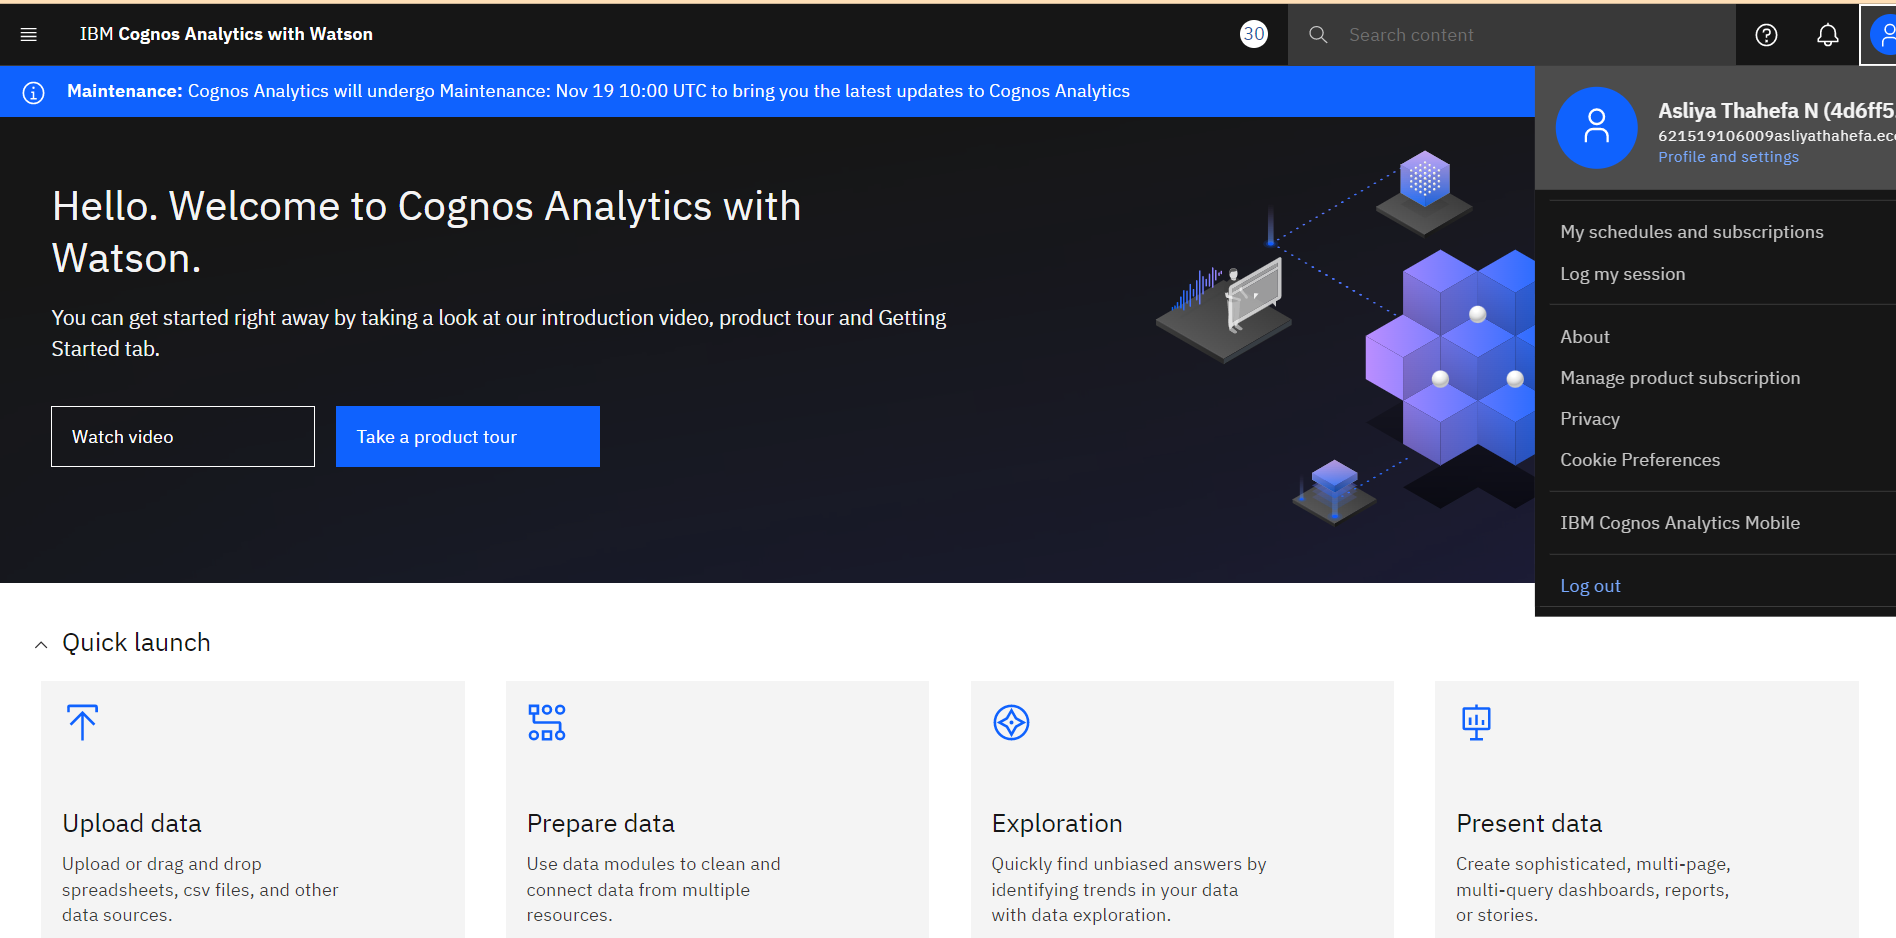 IBM Cognos Analytics with Watson
30
Search content
Maintenance: Cognos Analytics will undergo Maintenance: Nov 19 10:00 UTC to bring you the latest updates to Cognos Analytics
Hello. Welcome to Cognos Analytics with
Watson.
You can get started right away by taking a look at our introduction video, product tour and Getting
Started tab.
Watch video
Take a product tour
Asliya Thahefa N (4d6ff5
621519106009asliyathahefa.ec
Profile and settings
My schedules and subscriptions
Log my session
About
Manage product subscription
Privacy
Cookie Preferences
IBM Cognos Analytics Mobile
Log out
Quick launch
Upload data
Upload or drag and drop
spreadsheets, csv files, and other
data sources.
Prepare data
Use data modules to clean and
connect data from multiple
resources.
Exploration
Quickly find unbiased answers by
identifying trends in your data
with data exploration.
Present data
Create sophisticated, multi-page,
multi-query dashboards, reports,
or stories.